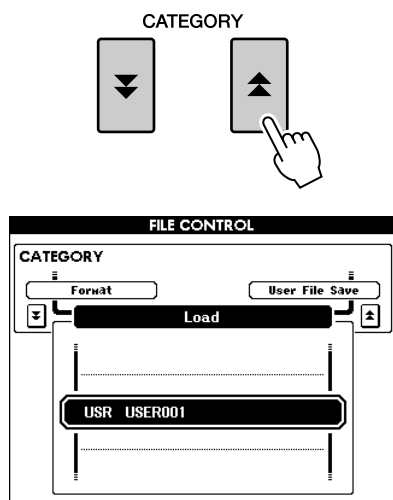 CATEGORY
FILE CONTROL
CATEGORY
Format
User File Save
Load
USR USER001